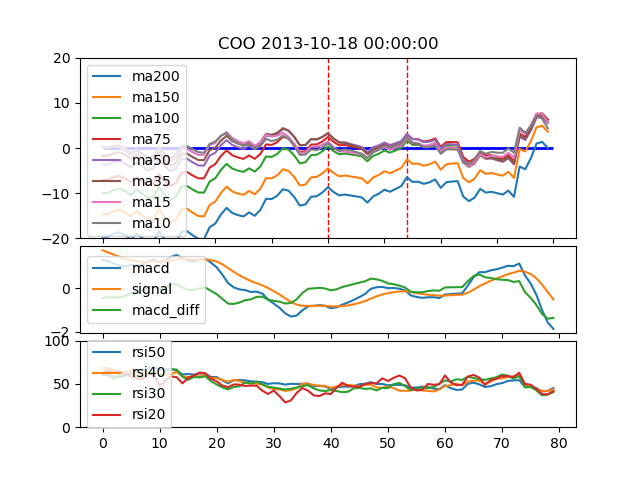 COO 2013-10-18 00:00:00
20
10
0
−10
−20
ma200
ma150
ma100
ma75
ma50
ma35
ma15
ma10
0
−2
macd
signal
macd_diff
100
50
0
rsi50
rsi40
rsi30
rsi20
0 10 20 30 40 50 60 70 80